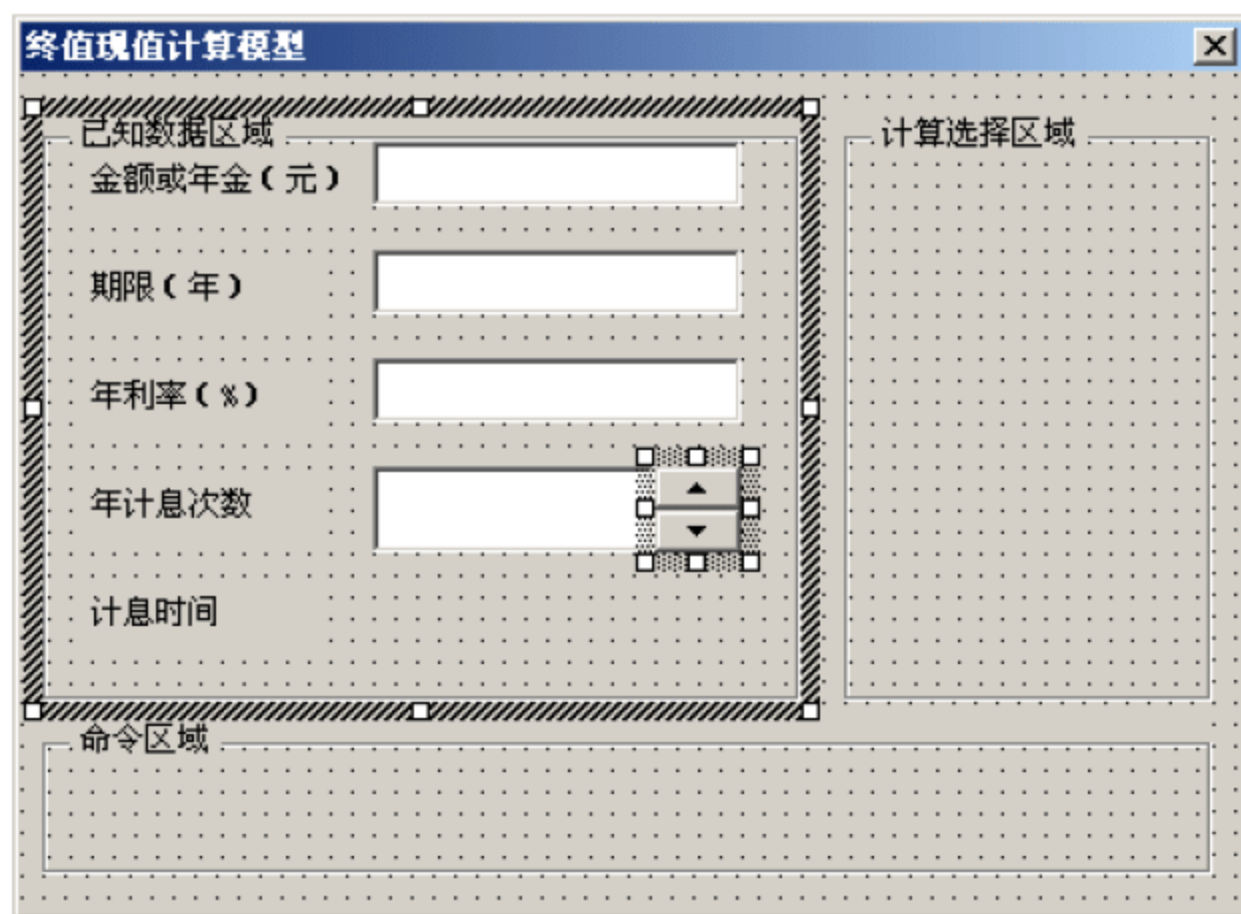 终值现值计算模型
已知数据区域
金额或年金(元)
期限(年)
年利率(%)
年计息次数
计息时间
计算选择区域
命令区域